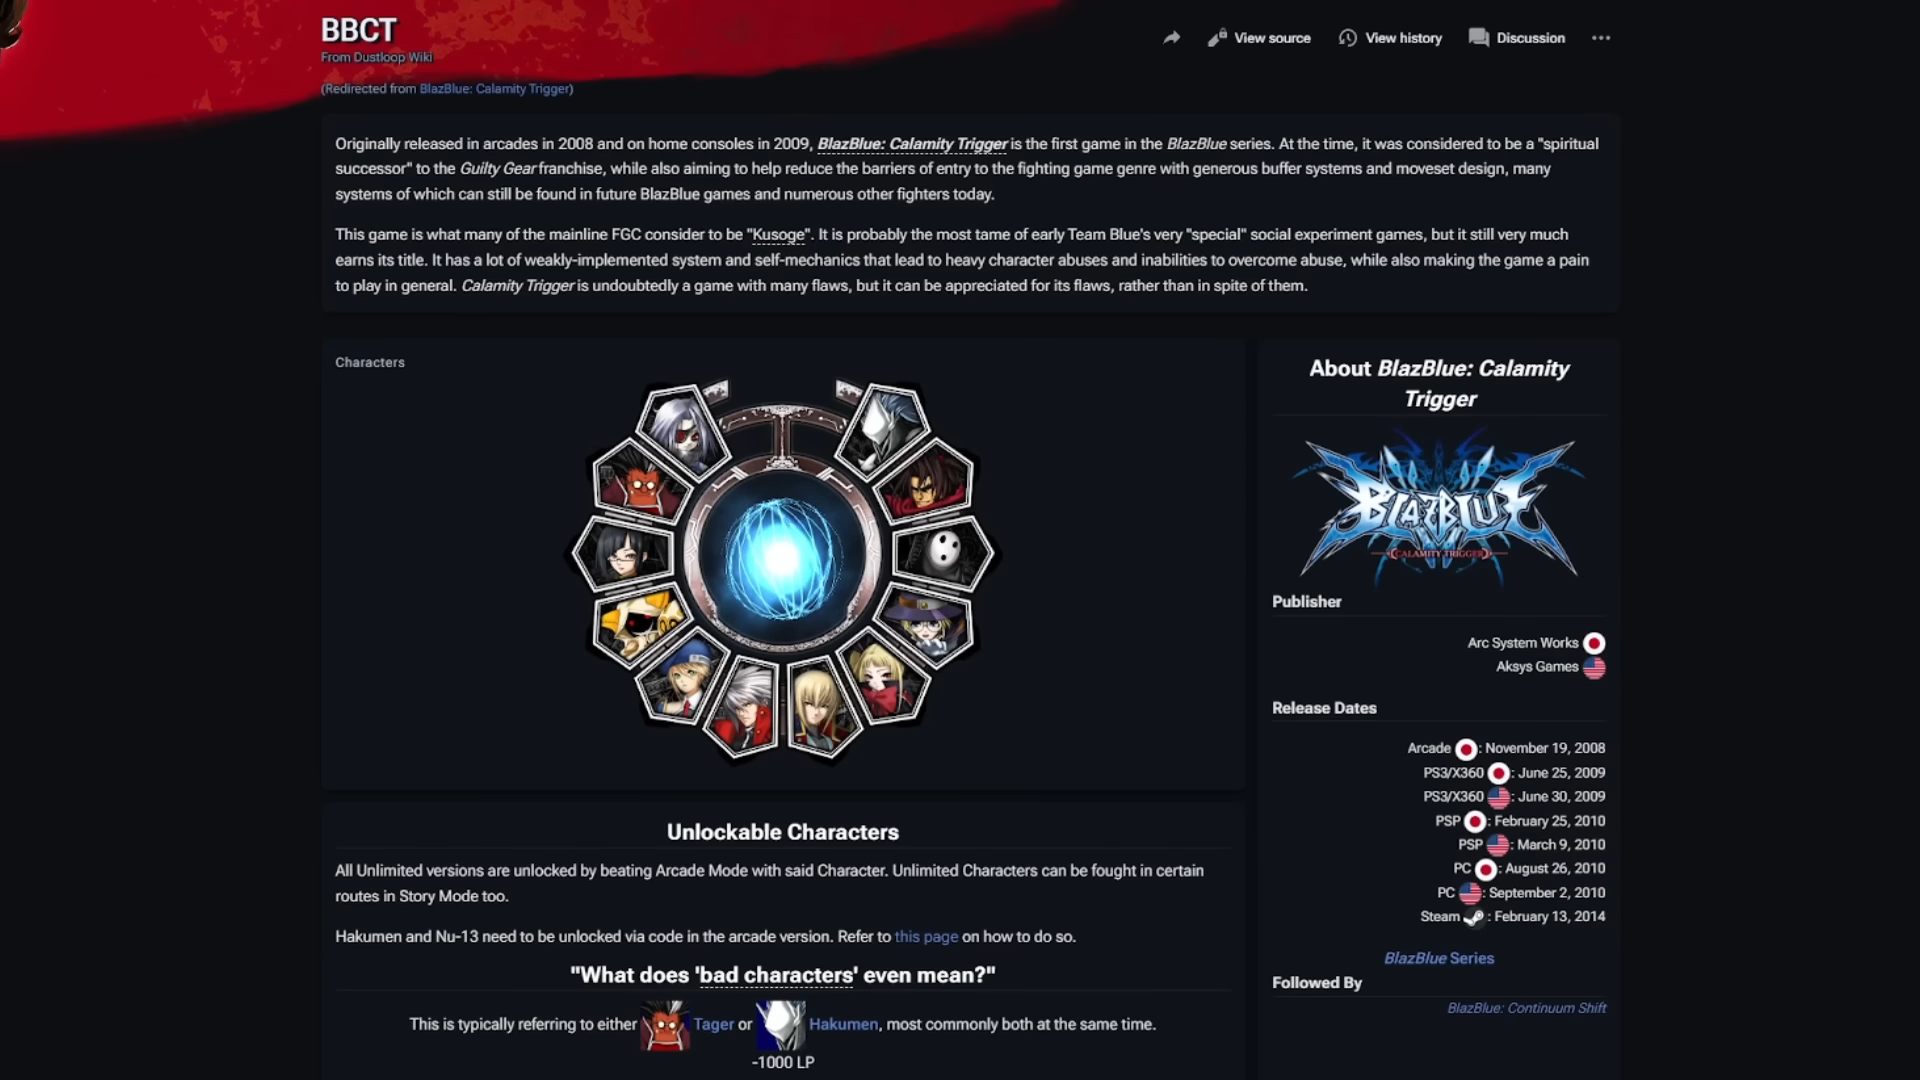 BBCT
From Dustloop Wiki
View source
View history
Discussion
(Redirected from BlazBlue: Calamity Trigger)
Originally released in arcades in 2008 and on home consoles in 2009, BlazBlue: Calamity Trigger is the first game in the BlazBlue series. At the time, it was considered to be a "spiritual
successor" to the Guilty Gear franchise, while also aiming to help reduce the barriers of entry to the fighting game genre with generous buffer systems and moveset design, many
systems of which can still be found in future BlazBlue games and numerous other fighters today.
This game is what many of the mainline FGC consider to be "Kusoge". It is probably the most tame of early Team Blue's very "special" social experiment games, but it still very much
earns its title. It has a lot of weakly-implemented system and self-mechanics that lead to heavy character abuses and inabilities to overcome abuse, while also making the game a pain
to play in general. Calamity Trigger is undoubtedly a game with many flaws, but it can be appreciated for its flaws, rather than in spite of them.
Characters
Unlockable Characters
All Unlimited versions are unlocked by beating Arcade Mode with said Character. Unlimited Characters can be fought in certain
routes in Story Mode too.
Hakumen and Nu-13 need to be unlocked via code in the arcade version. Refer to this page on how to do so.
"What does 'bad characters' even mean?"
This is typically referring to either Tager or Hakumen, most commonly both at the same time.
-1000 LP
About BlazBlue: Calamity
Trigger
BLAZBLUE
CALAMITY TRIGGER
Publisher
Arc System Works
Aksys Games
Release Dates
Arcade : November 19, 2008
PS3/X360 : June 25, 2009
PS3/X360 : June 30, 2009
PSP : February 25, 2010
PSP : March 9, 2010
PC : August 26, 2010
PC : September 2, 2010
Steam : February 13, 2014
BlazBlue Series
Followed By
BlazBlue: Continuum Shift